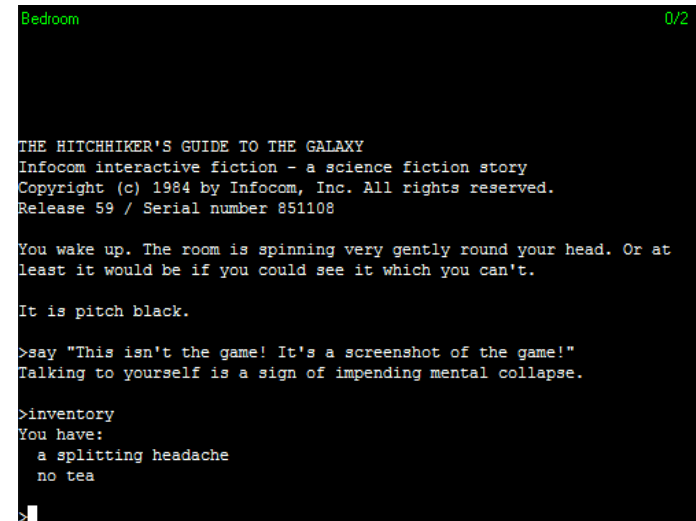 Bedroom 0/2
THE HITCHHIKER'S GUIDE TO THE GALAXY
Infocom interactive fiction - a science fiction story
Copyright (c) 1984 by Infocom, Inc. All rights reserved.
Release 59 / Serial number 851108
You wake up. The room is spinning very gently round your head. Or at
least it would be if you could see it which you can't.
It is pitch black.
>say "This isn't the game! It's a screenshot of the game!"
Talking to yourself is a sign of impending mental collapse.
>inventory
You have:
a splitting headache
no tea
>